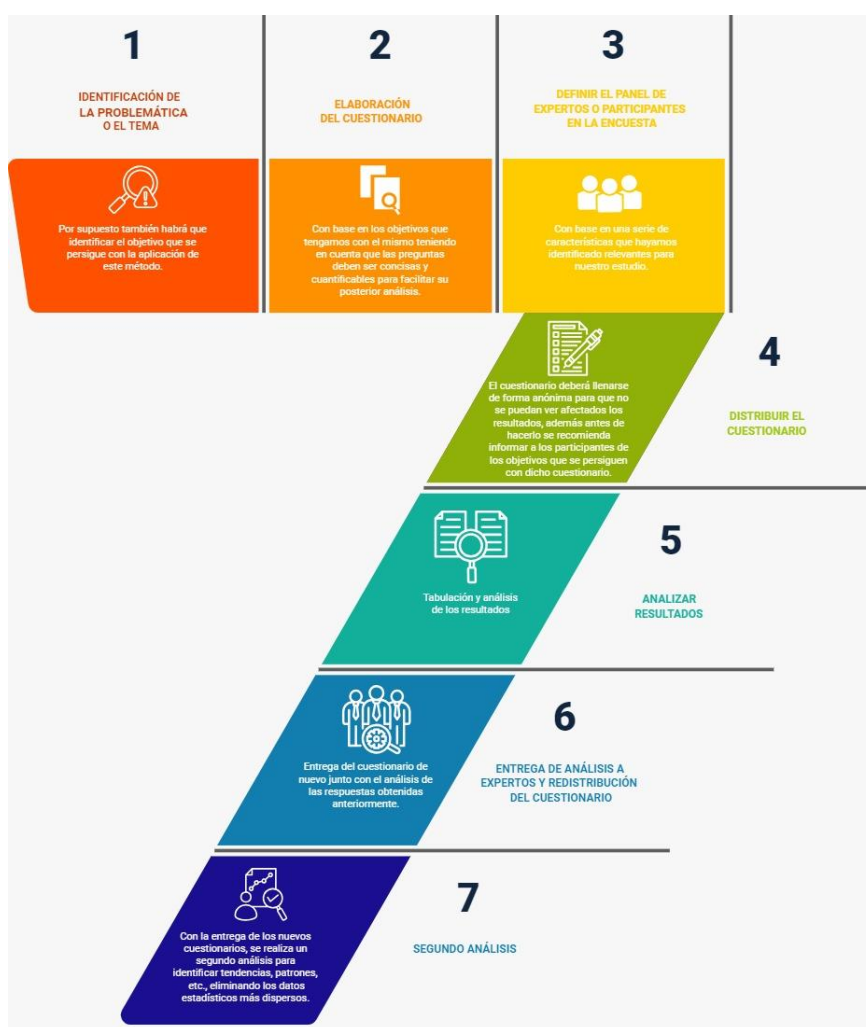 1
IDENTIFICACIÓN DE
LA PROBLEMÁTICA
O EL TEMA
Por supuesto también habrá que
identificar el objetivo que se
persigue con la aplicación de
este método.
2
ELABORACIÓN
DEL CUESTIONARIO
Con base en los objetivos que
tengamos con el mismo teniendo
en cuenta que las preguntas
deben ser concisas y
cuantificables para facilitar su
posterior análisis.
3
DEFINIR EL PANEL DE
EXPERTOS O PARTICIPANTES
EN LA ENCUESTA
Con base en una serie de
características que hayamos
identificado relevantes para
nuestro estudio.
4
DISTRIBUIR EL
CUESTIONARIO
El cuestionario deberá llenarse
de forma anónima para que no
se puedan ver afectados los
resultados, además antes de
hacerlo se recomienda
informar a los participantes de
los objetivos que se persiguen
con dicho cuestionario.
5
ANALIZAR
RESULTADOS
Tabulación y análisis
de los resultados
6
ENTREGA DE ANÁLISIS A
EXPERTOS Y REDISTRIBUCIÓN
DEL CUESTIONARIO
Entrega del cuestionario de
nuevo junto con el análisis de
las respuestas obtenidas
anteriormente.
7
SEGUNDO ANÁLISIS
Con la entrega de los nuevos
cuestionarios, se realiza un
segundo análisis para
identificar tendencias, patrones,
etc., eliminando los datos
estadísticos más dispersos.